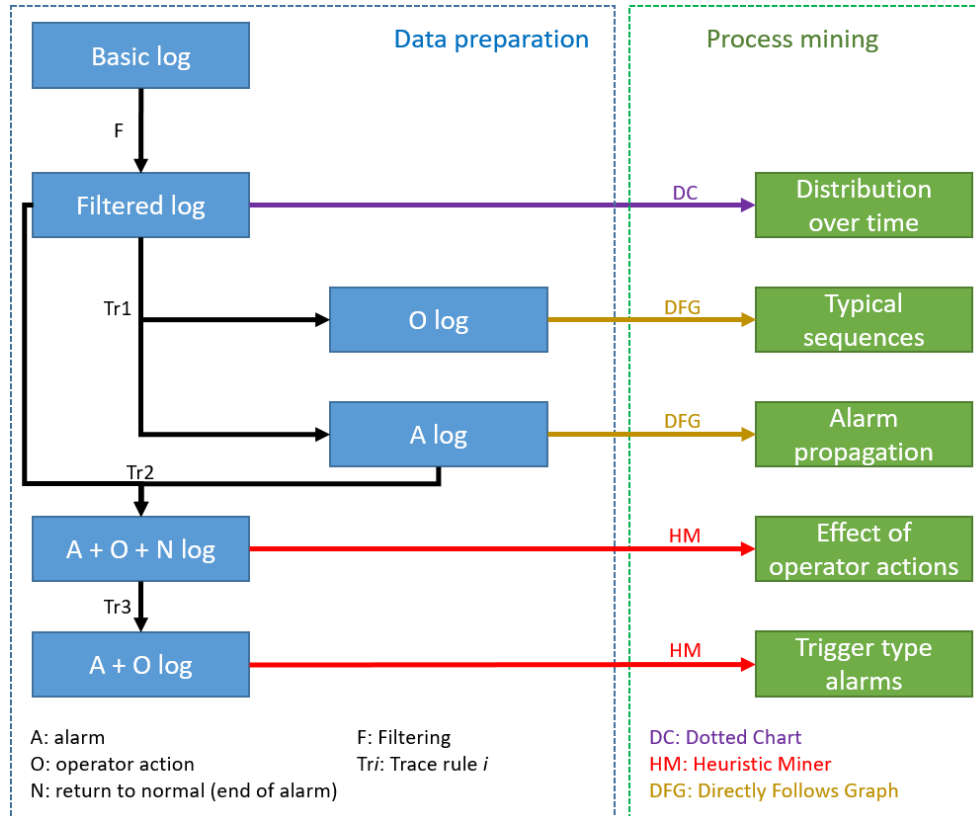 Data preparation
Process mining
Basic log
F
Filtered log
DC
Distribution
over time
Tr1
O log
DFG
Typical
sequences
A log
DFG
Alarm
propagation
Tr2
A + O + N log
HM
Effect of
operator actions
Tr3
A + O log
HM
Trigger type
alarms
A: alarm
O: operator action
N: return to normal (end of alarm)
F: Filtering
Tri: Trace rule i
DC: Dotted Chart
HM: Heuristic Miner
DFG: Directly Follows Graph